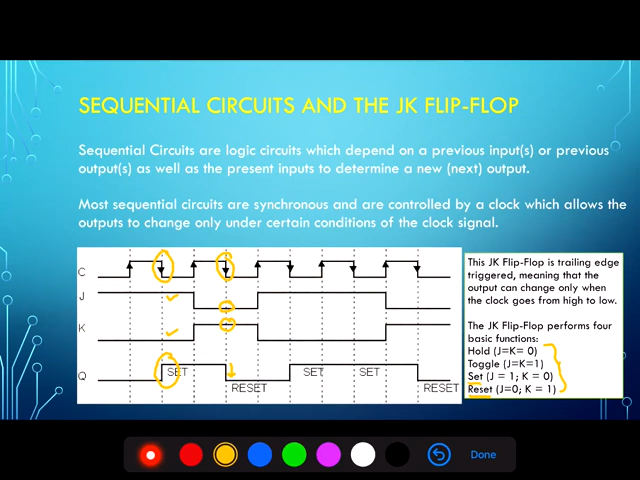 SEQUENTIAL CIRCUITS AND THE JK FLIP-FLOP
Sequential Circuits are logic circuits which depend on a previous input(s) or previous
output(s) as well as the present inputs to determine a new (next) output.
Most sequential circuits are synchronous and are controlled by a clock which allows the
outputs to change only under certain conditions of the clock signal.
C
J
K
Q
SET
RESET
SET
SET
RESET
This JK Flip-Flop is trailing edge
triggered, meaning that the
output can change only when
the clock goes from high to low.
The JK Flip-Flop performs four
basic functions:
Hold (J=K= 0)
Toggle (J=K=1)
Set (J = 1; K = 0)
Reset (J=0; K = 1)
Done